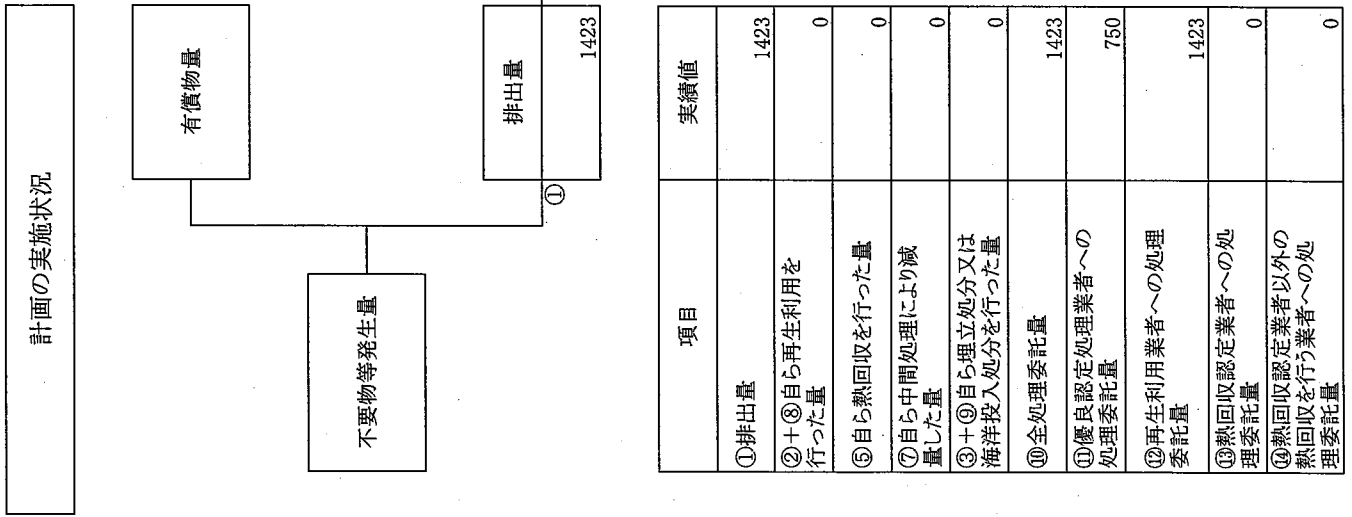 計画の実施状況
有償物量
不要物等発生量
排出量
1423
①
項目
実績値
①排出量
1423
②+⑧自ら再生利用を
行った量
0
⑤自ら熱回収を行った量
0
⑦自ら中間処理により減
量した量
0
③+⑨自ら埋立処分又は
海洋投入処分を行った量
0
⑩全処理委託量
1423
⑪優良認定処理業者への
処理委託量
750
⑫再生利用業者への処理
委託量
1423
⑬熱回収認定業者への処
理委託量
0
⑭熱回収認定業者以外の
熱回収を行う業者への処
理委託量
0